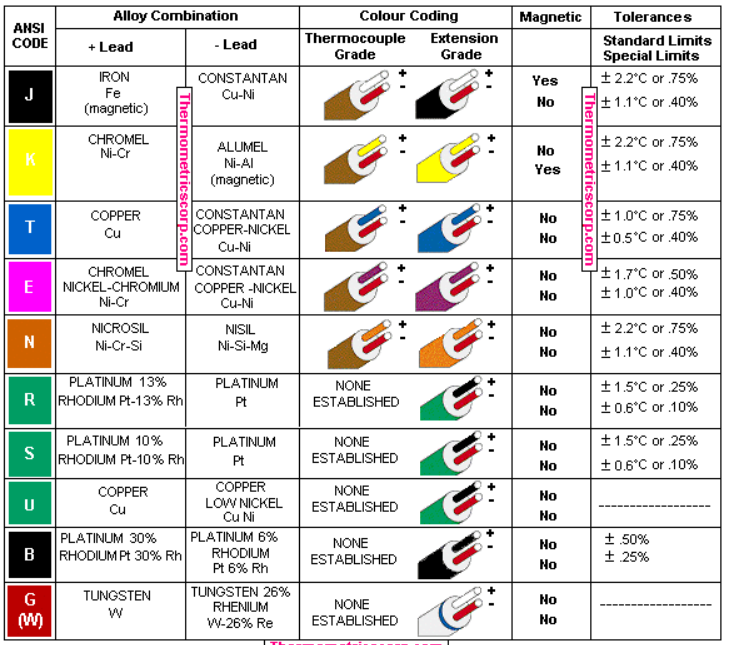 ANSI CODE
Alloy Combination
Colour Coding
Magnetic
Tolerances
+ Lead
- Lead
Thermocouple Grade
Extension Grade
Standard Limits
Special Limits
J
IRON
Fe
(magnetic)
CONSTANTAN
Cu-Ni
+
-
+
-
Yes
No
± 2.2°C or .75%
± 1.1°C or .40%
K
CHROMEL
Ni-Cr
ALUMEL
Ni-Al
(magnetic)
+
-
+
-
No
Yes
± 2.2°C or .75%
± 1.1°C or .40%
T
COPPER
Cu
CONSTANTAN
COPPER-NICKEL
Cu-Ni
+
-
+
-
No
No
± 1.0°C or .75%
± 0.5°C or .40%
E
CHROMEL
NICKEL-CHROMIUM
Ni-Cr
CONSTANTAN
COPPER -NICKEL
Cu-Ni
+
-
+
-
No
No
± 1.7°C or .50%
± 1.0°C or .40%
N
NICROSIL
Ni-Cr-Si
NISIL
Ni-Si-Mg
+
-
+
-
No
No
± 2.2°C or .75%
± 1.1°C or .40%
R
PLATINUM 13%
RHODIUM Pt-13% Rh
PLATINUM
Pt
NONE
ESTABLISHED
+
-
No
No
± 1.5°C or .25%
± 0.6°C or .10%
S
PLATINUM 10%
RHODIUM Pt-10% Rh
PLATINUM
Pt
NONE
ESTABLISHED
+
-
No
No
± 1.5°C or .25%
± 0.6°C or .10%
U
COPPER
Cu
COPPER
LOW NICKEL
Cu Ni
NONE
ESTABLISHED
+
-
No
No
--------------------
B
PLATINUM 30%
RHODIUM Pt 30% Rh
PLATINUM 6%
RHODIUM
Pt 6% Rh
NONE
ESTABLISHED
+
-
No
No
± .50%
± .25%
G
(W)
TUNGSTEN
W
TUNGSTEN 26%
RHENIUM
W-26% Re
NONE
ESTABLISHED
+
-
No
No
--------------------
Thermometricscorp.com
Thermometricscorp.com
Thermometricscorp.com